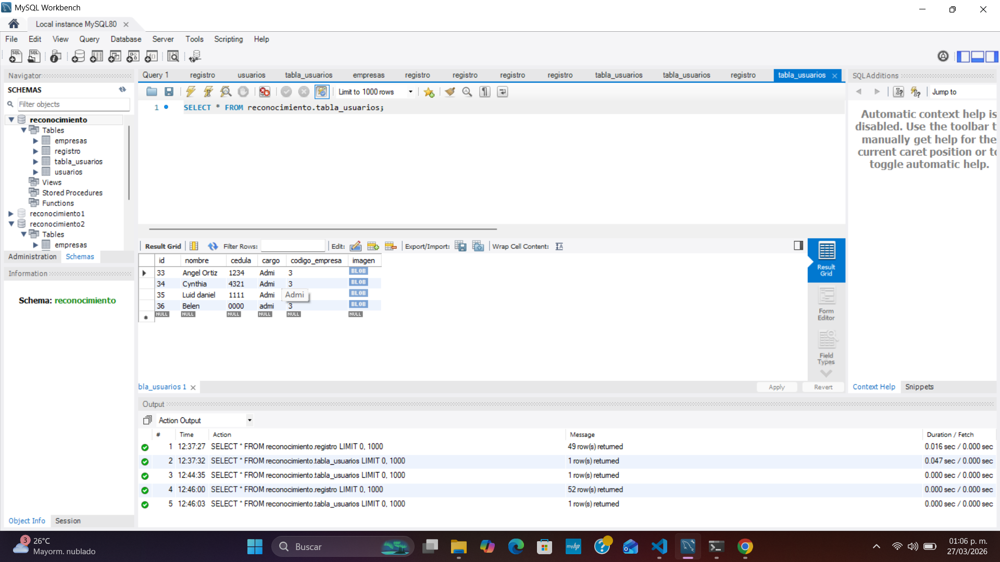 MySQL Workbench
Local instance MySQL80
File Edit View Query Database Server Tools Scripting Help
Navigator
SCHEMAS
Filter objects
reconocimiento
Tables
empresas
registro
tabla_usuarios
usuarios
Views
Stored Procedures
Functions
reconocimiento1
reconocimiento2
Tables
empresas
Administration Schemas
Information
Schema: reconocimiento
Object Info Session
Query 1 registro usuarios tabla_usuarios empresas registro registro registro registro tabla_usuarios tabla_usuarios registro tabla_usuarios
Limit to 1000 rows
1 SELECT * FROM reconocimiento.tabla_usuarios;
Result Grid Filter Rows: Edit: Export/Import: Wrap Cell Content:
id nombre cedula cargo codigo_empresa imagen
33 Angel Ortiz 1234 Admi 3 BLOB
34 Cynthia 4321 Admi 3 BLOB
35 Luid daniel 1111 Admi Admi BLOB
36 Belen 0000 admi 3 BLOB
NULL NULL NULL NULL NULL NULL
Result Grid
Form Editor
Field Types
bla_usuarios 1
Apply Revert
SQLAdditions
Jump to
Automatic context help is
disabled. Use the toolbar t
manually get help for the
current caret position or to
toggle automatic help.
Context Help Snippets
Output
Action Output
# Time Action Message Duration / Fetch
1 12:37:27 SELECT * FROM reconocimiento.registro LIMIT 0, 1000 49 row(s) returned 0.016 sec / 0.000 sec
2 12:37:32 SELECT * FROM reconocimiento.tabla_usuarios LIMIT 0, 1000 1 row(s) returned 0.047 sec / 0.000 sec
3 12:44:35 SELECT * FROM reconocimiento.tabla_usuarios LIMIT 0, 1000 1 row(s) returned 0.000 sec / 0.000 sec
4 12:46:00 SELECT * FROM reconocimiento.registro LIMIT 0, 1000 52 row(s) returned 0.000 sec / 0.000 sec
5 12:46:03 SELECT * FROM reconocimiento.tabla_usuarios LIMIT 0, 1000 1 row(s) returned 0.000 sec / 0.000 sec
3 26°C
Mayorm. nublado
Buscar
myhp
01:06 p. m.
27/03/2026